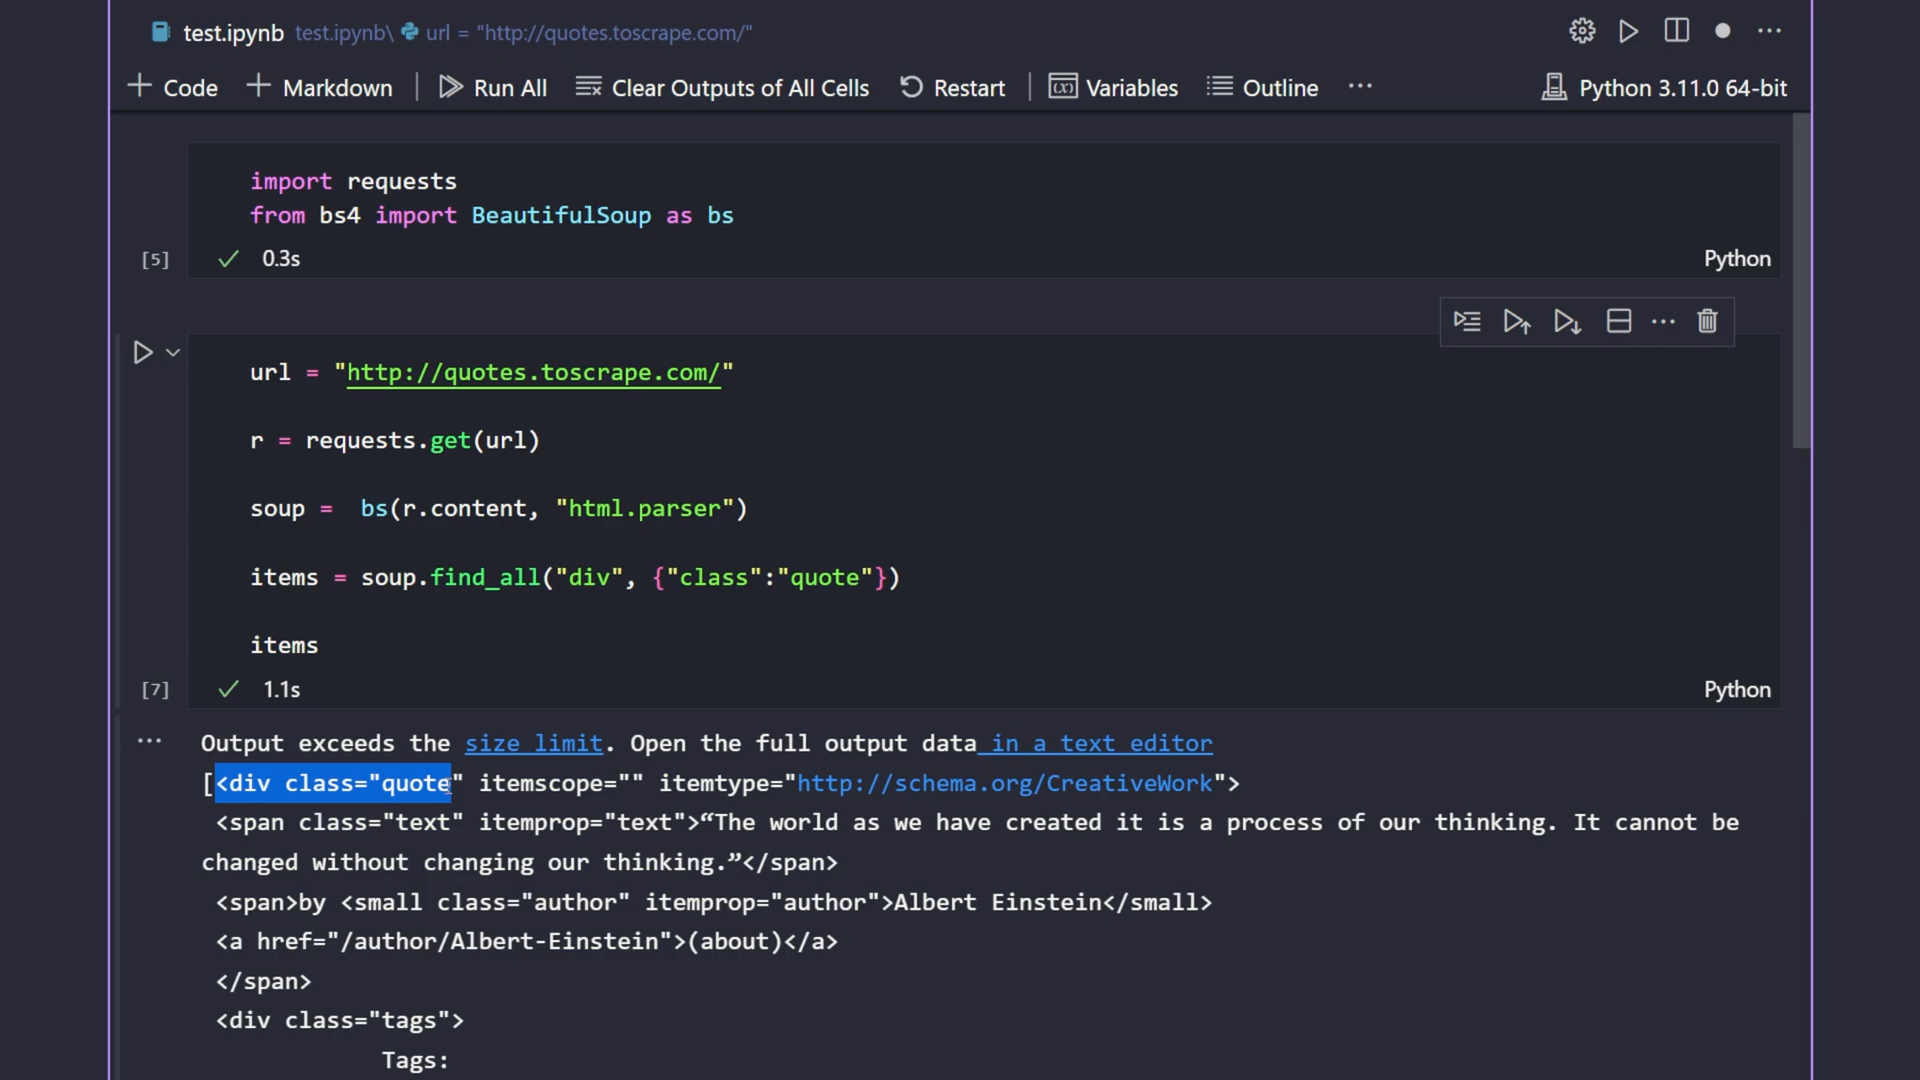 test.ipynb test.ipynb\ url = "http://quotes.toscrape.com/"
Code Markdown Run All Clear Outputs of All Cells Restart Variables Outline ... Python 3.11.0 64-bit
import requests
from bs4 import BeautifulSoup as bs
[5] 0.3s Python
url = "http://quotes.toscrape.com/"
r = requests.get(url)
soup =  bs(r.content, "html.parser")
items = soup.find_all("div", {"class":"quote"})
items
[7] 1.1s Python
Output exceeds the size limit. Open the full output data in a text editor
[<div class="quote" itemscope="" itemtype="http://schema.org/CreativeWork">
<span class="text" itemprop="text">“The world as we have created it is a process of our thinking. It cannot be
changed without changing our thinking.”</span>
<span>by <small class="author" itemprop="author">Albert Einstein</small>
<a href="/author/Albert-Einstein">(about)</a>
</span>
<div class="tags">
Tags: